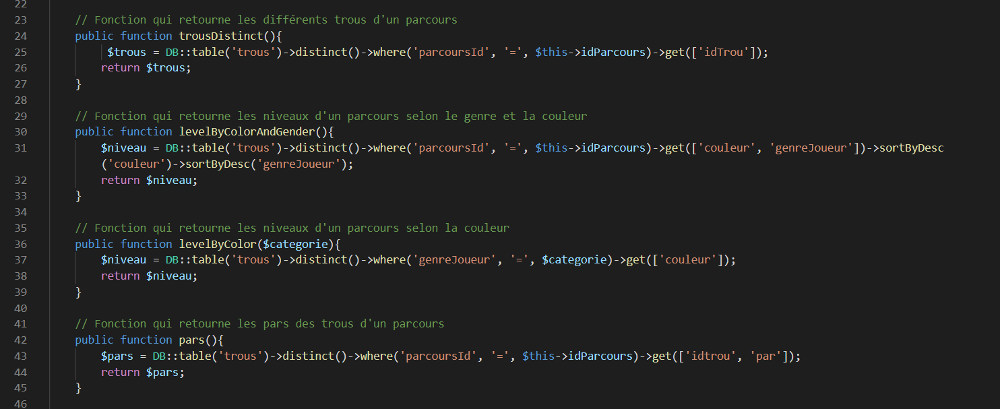 22
23 // Fonction qui retourne les différents trous d'un parcours
24 public function trousDistinct(){
25 $trous = DB::table('trous')->distinct()->where('parcoursId', '=', $this->idParcours)->get(['idTrou']);
26 return $trous;
27 }
28
29 // Fonction qui retourne les niveaux d'un parcours selon le genre et la couleur
30 public function levelByColorAndGender(){
31 $niveau = DB::table('trous')->distinct()->where('parcoursId', '=', $this->idParcours)->get(['couleur', 'genreJoueur'])->sortByDesc
('couleur')->sortByDesc('genreJoueur');
32 return $niveau;
33 }
34
35 // Fonction qui retourne les niveaux d'un parcours selon la couleur
36 public function levelByColor($categorie){
37 $niveau = DB::table('trous')->distinct()->where('genreJoueur', '=', $categorie)->get(['couleur']);
38 return $niveau;
39 }
40
41 // Fonction qui retourne les pars des trous d'un parcours
42 public function pars(){
43 $pars = DB::table('trous')->distinct()->where('parcoursId', '=', $this->idParcours)->get(['idtrou', 'par']);
44 return $pars;
45 }
46